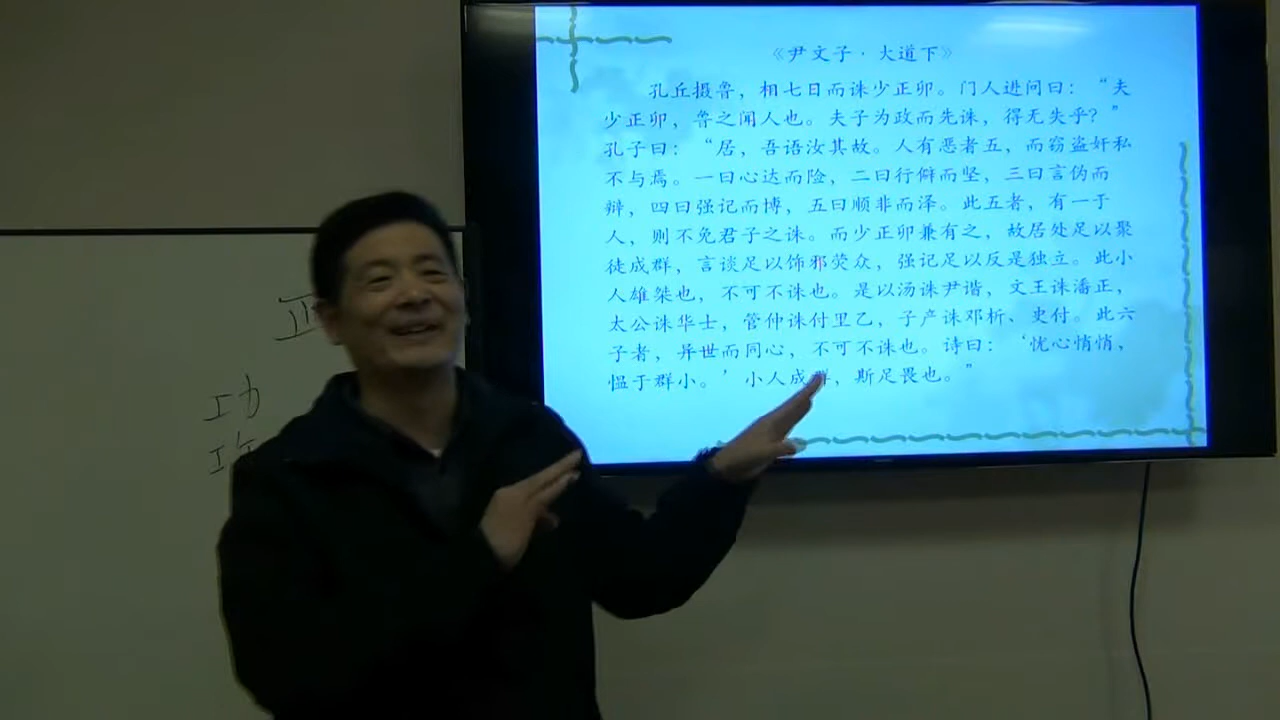 《尹文子·大道下》
孔丘摄鲁，相七日而诛少正卯。门人进问曰：“夫
少正卯，鲁之闻人也。夫子为政而先诛，得无失乎？”
孔子曰：“居，吾语汝其故。人有恶者五，而窃盗奸私
不与焉。一曰心达而险，二曰行僻而坚，三曰言伪而
辩，四曰强记而博，五曰顺非而泽。此五者，有一于
人，则不免君子之诛。而少正卯兼有之，故居处足以聚
徒成群，言谈足以饰邪荧众，强记足以反是独立。此小
人雄桀也，不可不诛也。是以汤诛尹谐，文王诛潘正，
太公诛华士，管仲诛付里乙，子产诛邓析、史付。此六
子者，异世而同心，不可不诛也。诗曰：‘忧心悄悄，
愠于群小。’小人成群，斯足畏也。”
功